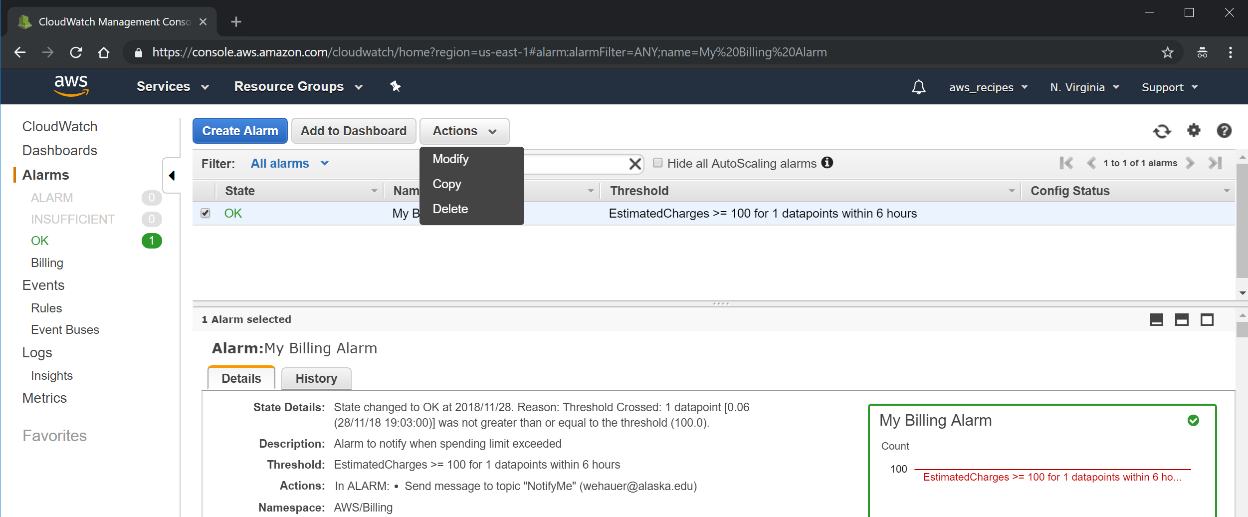 CloudWatch Management Conso
https://console.aws.amazon.com/cloudwatch/home?region=us-east-1#alarm:alarmFilter=ANY;name=My%20Billing%20Alarm
aws Services Resource Groups aws_recipes N. Virginia Support
CloudWatch
Dashboards
Alarms
ALARM 0
INSUFFICIENT 0
OK 1
Billing
Events
Rules
Event Buses
Logs
Insights
Metrics
Favorites
Create Alarm Add to Dashboard Actions
Modify
Copy
Delete
Filter: All alarms Hide all AutoScaling alarms 1 to 1 of 1 alarms
State Nam Threshold Config Status
OK My B EstimatedCharges >= 100 for 1 datapoints within 6 hours
1 Alarm selected
Alarm:My Billing Alarm
Details History
State Details: State changed to OK at 2018/11/28. Reason: Threshold Crossed: 1 datapoint [0.06
(28/11/18 19:03:00)] was not greater than or equal to the threshold (100.0).
Description: Alarm to notify when spending limit exceeded
Threshold: EstimatedCharges >= 100 for 1 datapoints within 6 hours
Actions: In ALARM: • Send message to topic "NotifyMe" (wehauer@alaska.edu)
Namespace: AWS/Billing
My Billing Alarm
Count
100
EstimatedCharges >= 100 for 1 datapoints within 6 ho...